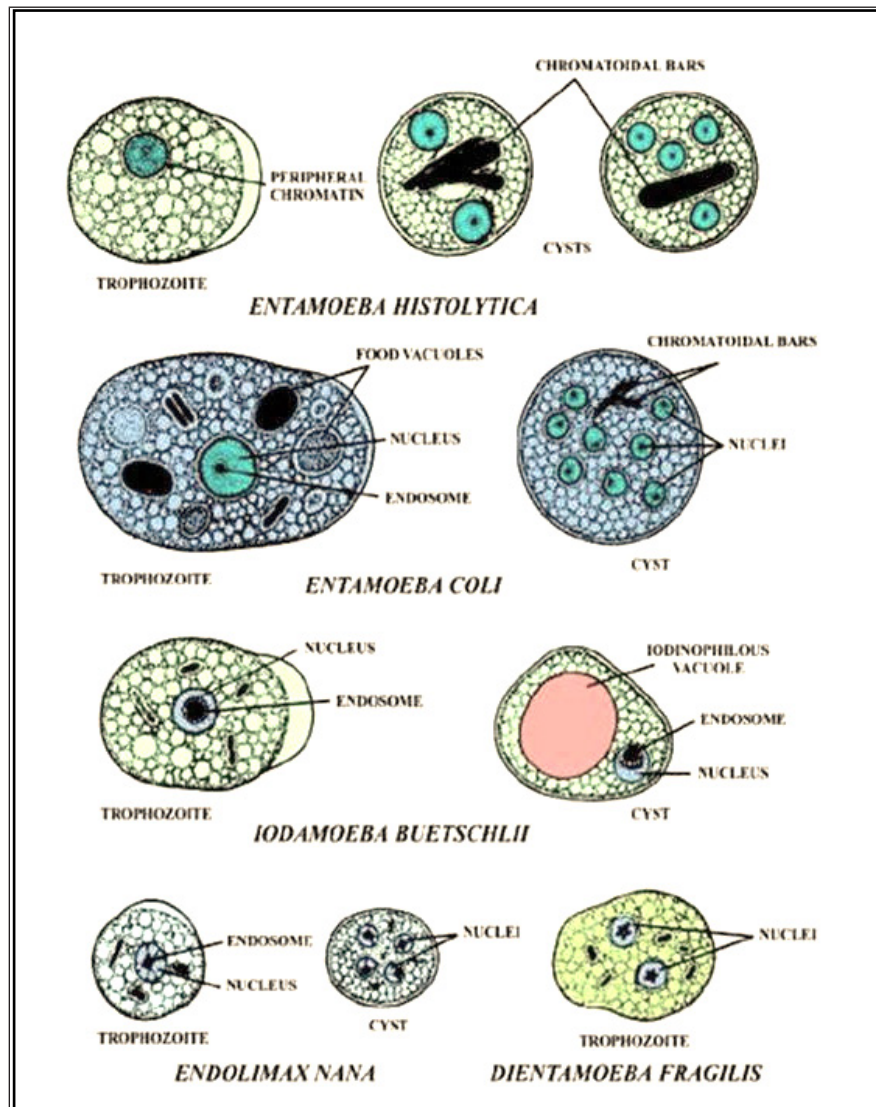 CHROMATOIDAL BARS
PERIPHERAL
CHROMATIN
CYSTS
TROPHOZOITE
ENTAMOEBA HISTOLYTICA
FOOD VACUOLES
CHROMATOIDAL BARS
NUCLEUS
NUCLEI
ENDOSOME
CYST
TROPHOZOITE
ENTAMOEBA COLI
NUCLEUS
IODINOPHILOUS
VACUOLE
ENDOSOME
ENDOSOME
NUCLEUS
TROPHOZOITE
CYST
IODAMOEBA BUETSCHLII
ENDOSOME
NUCLEI
NUCLEI
NUCLEUS
CYST
TROPHOZOITE
TROPHOZOITE
ENDOLIMAX NANA
DIENTAMOEBA FRAGILIS